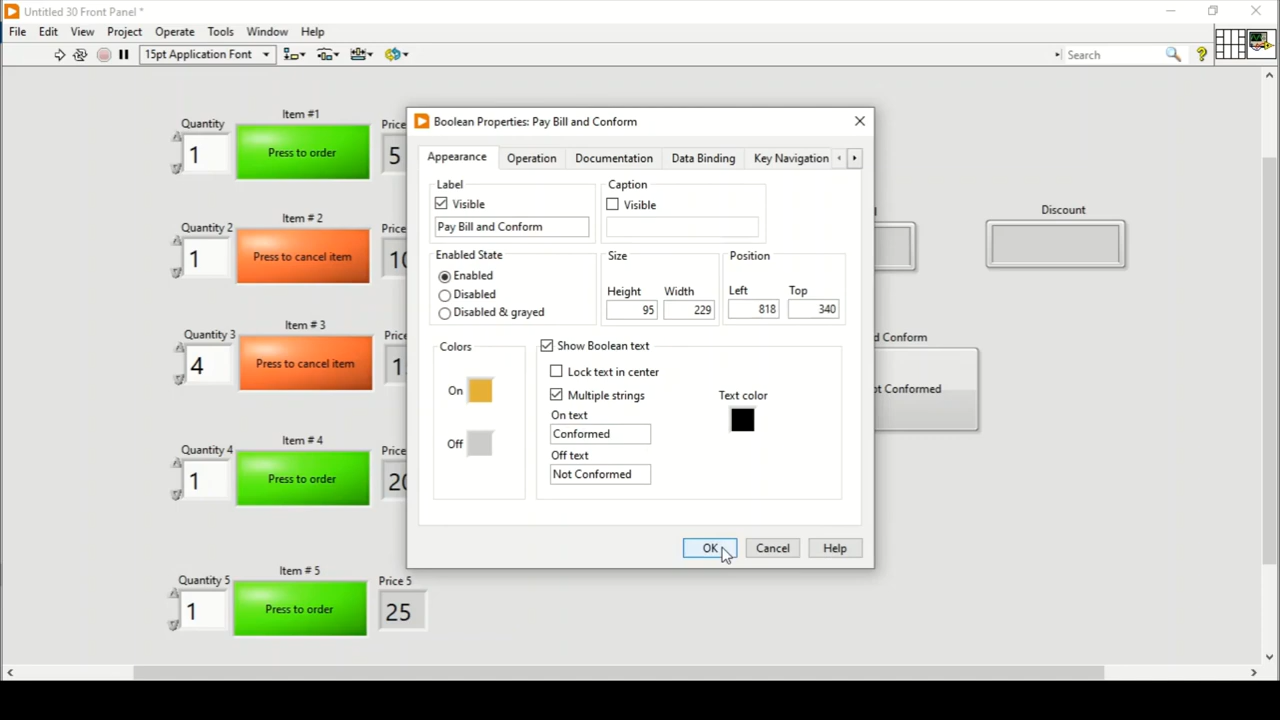 Untitled 30 Front Panel *
File Edit View Project Operate Tools Window Help
15pt Application Font
Search
?
Quantity
Item #1
Price
1
Press to order
5
Quantity 2
Item # 2
Price
1
Press to cancel item
10
Quantity 3
Item # 3
Price
4
Press to cancel item
1
Quantity 4
Item # 4
Price
1
Press to order
20
Quantity 5
Item # 5
Price 5
1
Press to order
25
Boolean Properties: Pay Bill and Conform
Appearance Operation Documentation Data Binding Key Navigation
Label
Visible
Pay Bill and Conform
Caption
Visible
Enabled State
Enabled
Disabled
Disabled & grayed
Size
Height Width
95 229
Position
Left Top
818 340
Colors
On
Off
Show Boolean text
Lock text in center
Multiple strings
On text
Conformed
Off text
Not Conformed
Text color
OK Cancel Help
Discount
d Conform
t Conformed